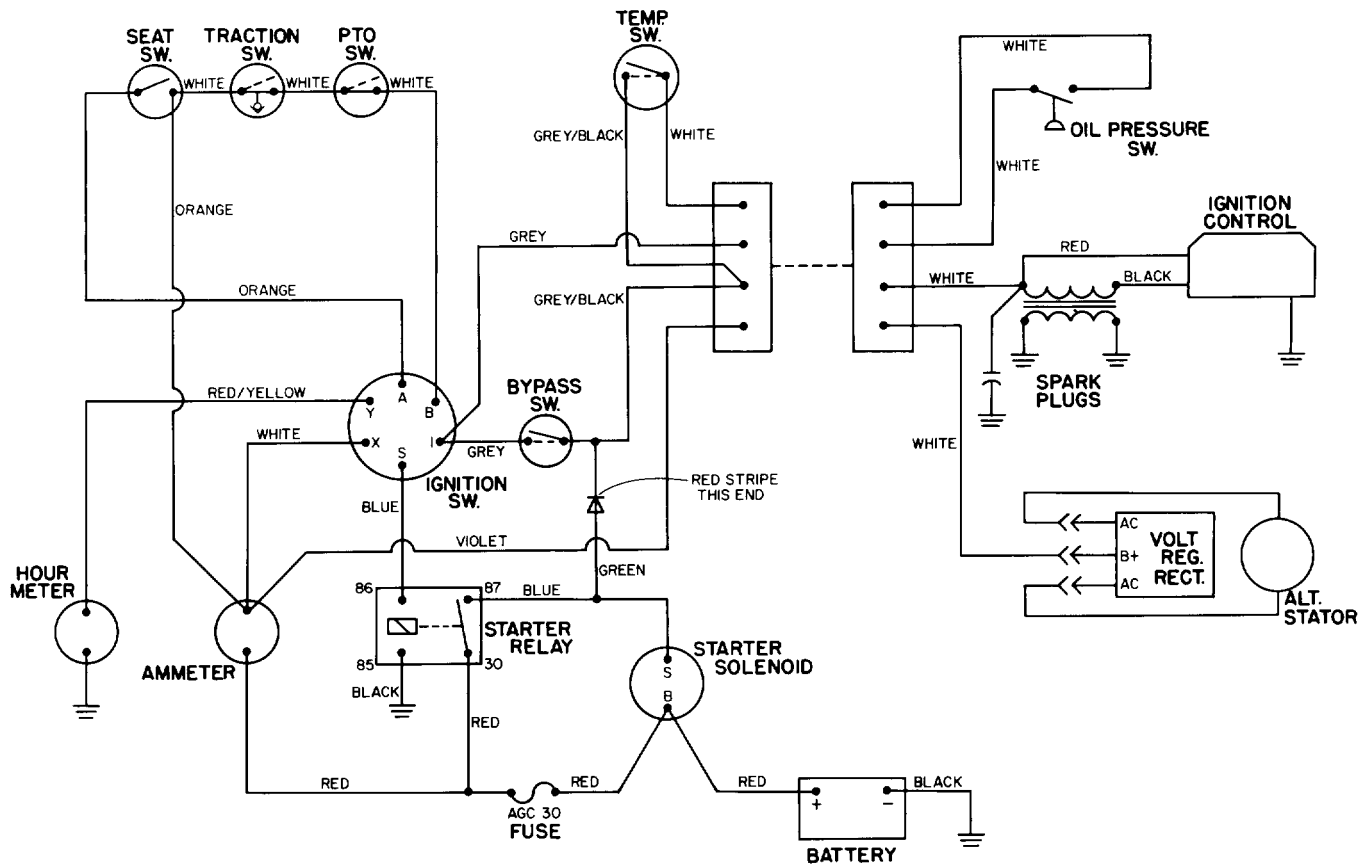 SEAT
SW.
TRACTION
SW.
PTO
SW.
WHITE
WHITE
WHITE
TEMP.
SW.
GREY/BLACK
WHITE
WHITE
OIL PRESSURE
SW.
WHITE
ORANGE
GREY
ORANGE
GREY/BLACK
IGNITION
CONTROL
RED
WHITE
BLACK
SPARK
PLUGS
RED/YELLOW
WHITE
Y
A
B
X
I
S
IGNITION
SW.
BYPASS
SW.
GREY
BLUE
RED STRIPE
THIS END
WHITE
VIOLET
GREEN
AC
B+
AC
VOLT
REG.
RECT.
ALT.
STATOR
HOUR
METER
AMMETER
86
87
85
30
BLUE
STARTER
RELAY
BLACK
RED
STARTER
SOLENOID
S
B
RED
AGC 30
FUSE
RED
RED
+
-
BLACK
BATTERY